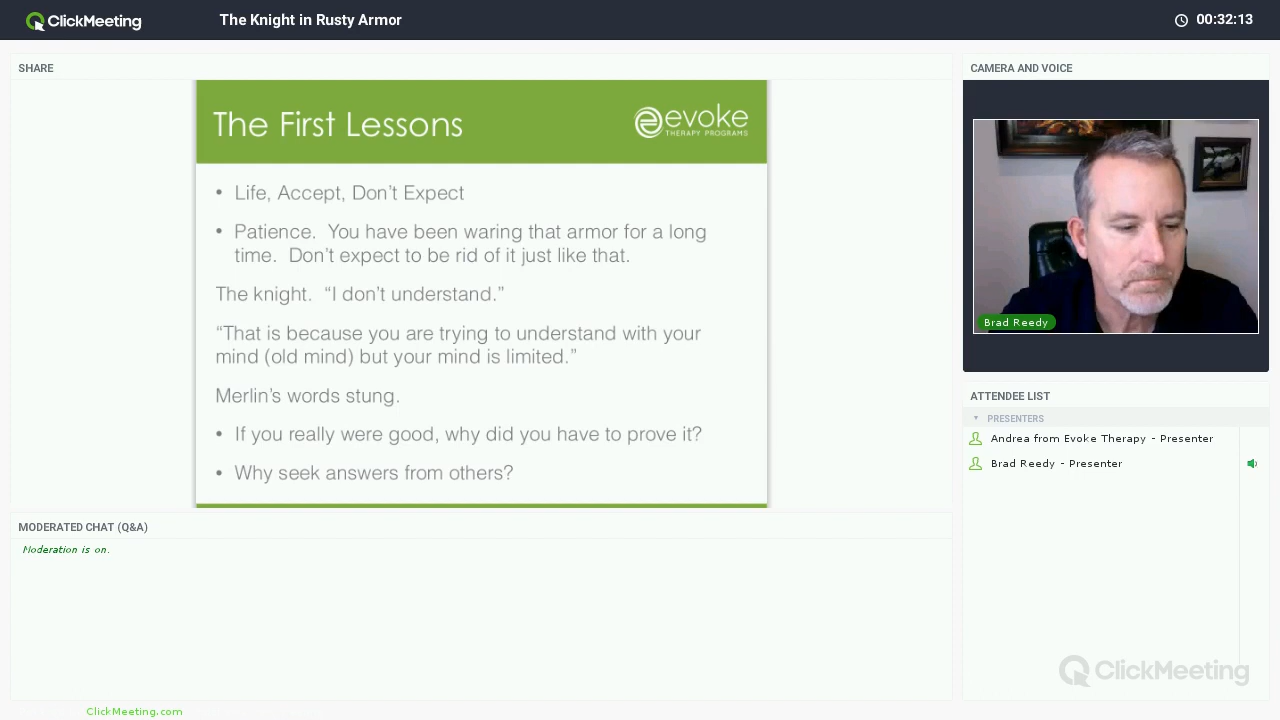 ClickMeeting
The Knight in Rusty Armor
00:32:13
SHARE
The First Lessons
evoke
THERAPY PROGRAMS
• Life, Accept, Don't Expect
• Patience. You have been waring that armor for a long
time. Don't expect to be rid of it just like that.
The knight. “I don't understand.”
“That is because you are trying to understand with your
mind (old mind) but your mind is limited.”
Merlin's words stung.
• If you really were good, why did you have to prove it?
• Why seek answers from others?
CAMERA AND VOICE
Brad Reedy
ATTENDEE LIST
PRESENTERS
Andrea from Evoke Therapy - Presenter
Brad Reedy - Presenter
MODERATED CHAT (Q&A)
Moderation is on.
ClickMeeting
ClickMeeting.com